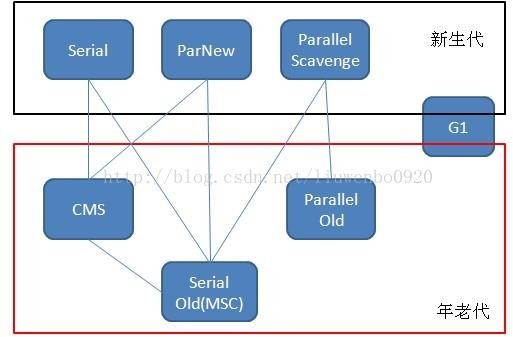 Serial
ParNew
Parallel
Scavenge
新生代
G1
http://blog.csdn.net/liuwenbo0920
CMS
Parallel
Old
Serial
Old(MSC)
年老代